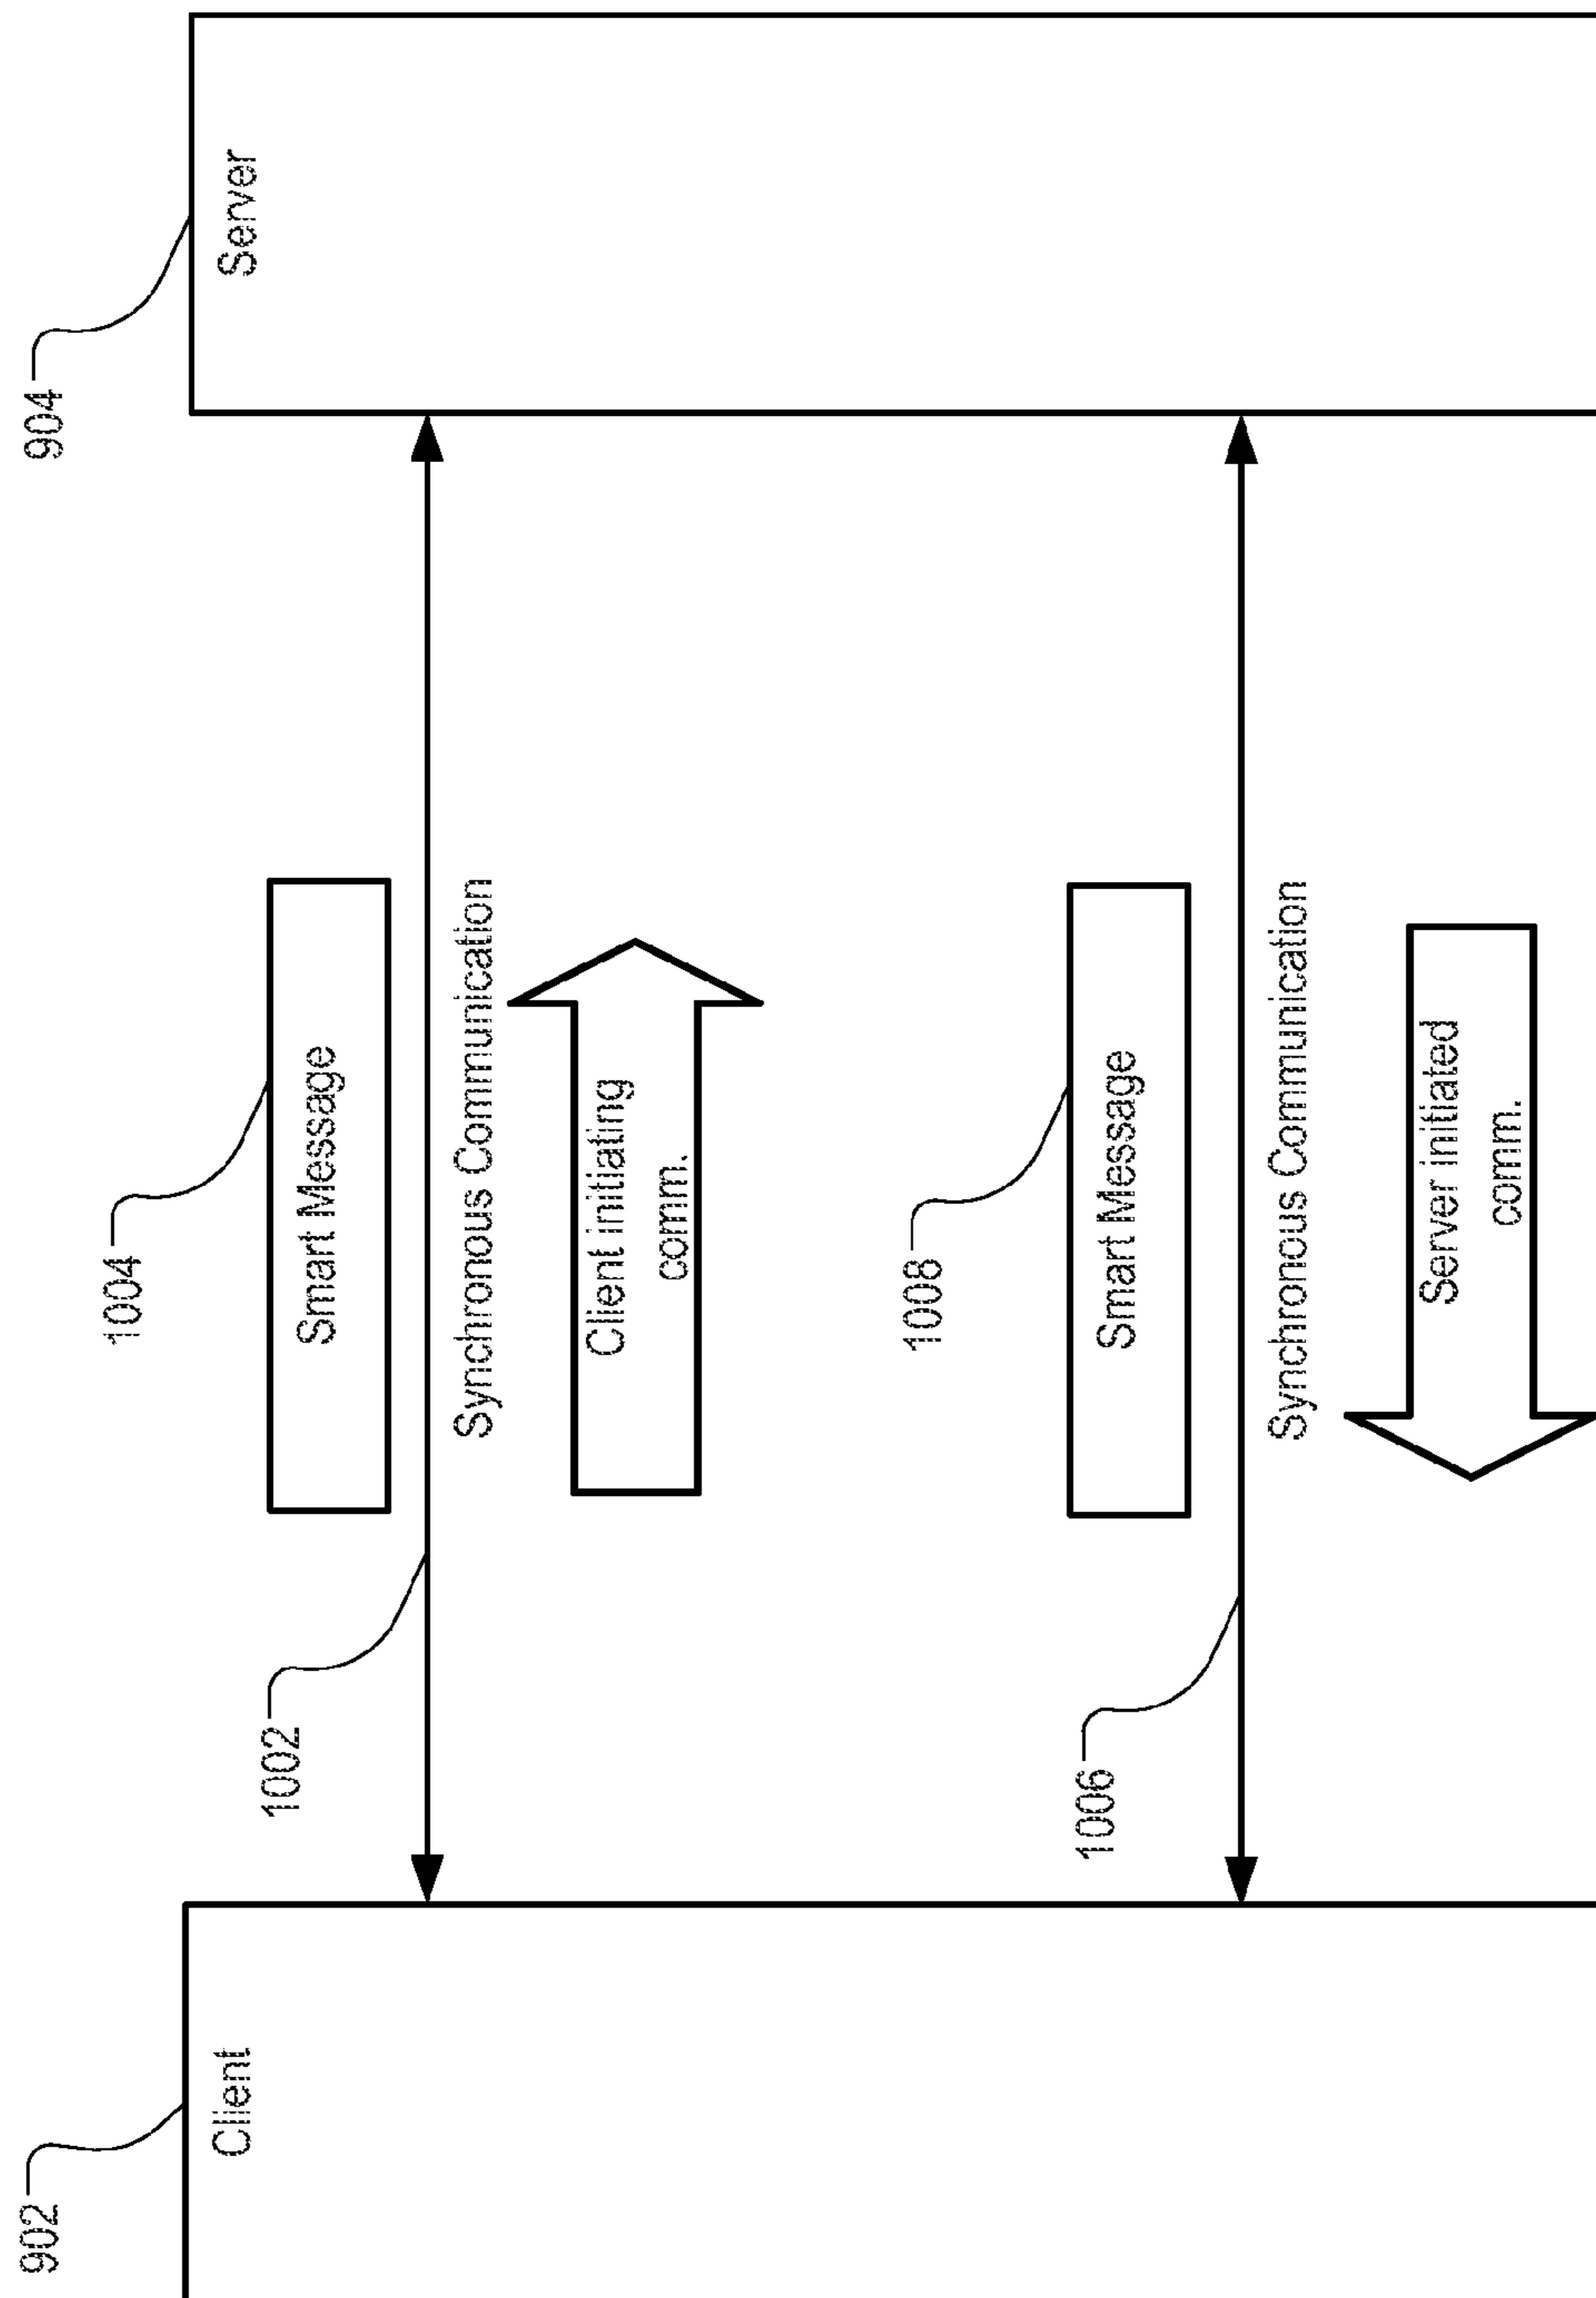 902
Client
904
Server
1004
Smart Message
1002
Synchronous Communication
Client initiating
comm.
1008
Smart Message
1006
Synchronous Communication
Server initiated
comm.